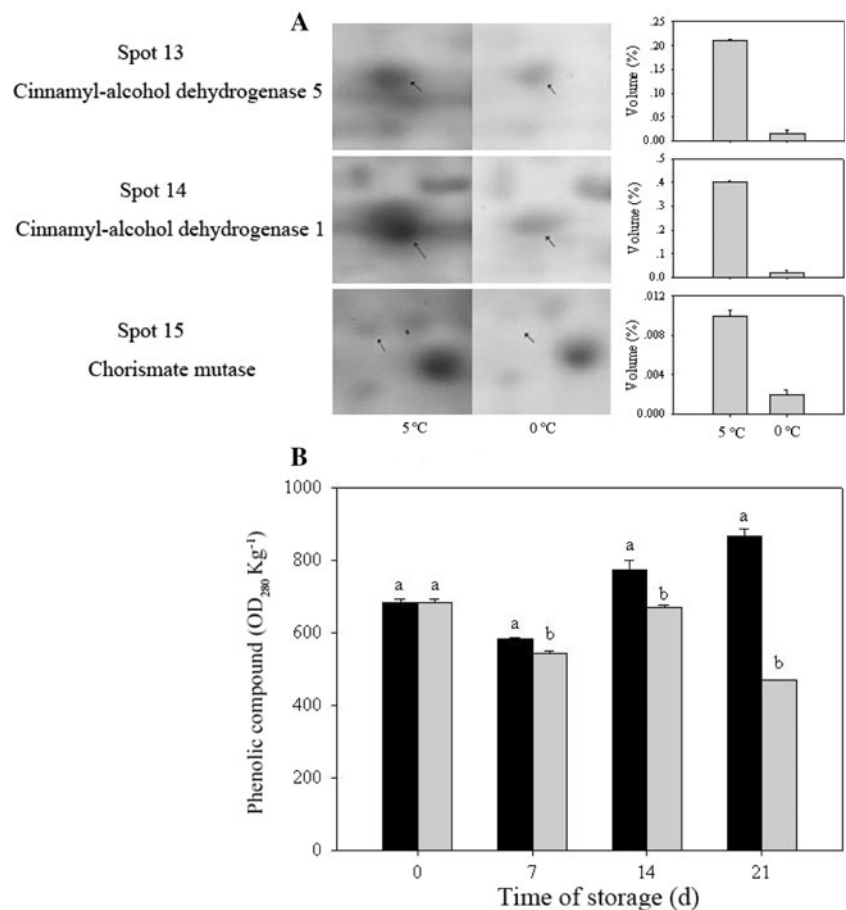 A
Spot 13
Cinnamyl-alcohol dehydrogenase 5
Volume (%)
.25
.20
.15
.10
.05
0.00
Spot 14
Cinnamyl-alcohol dehydrogenase 1
Volume (%)
.5
.4
.3
.2
.1
0.0
Spot 15
Chorismate mutase
Volume (%)
0.012
0.008
0.004
0.000
5 °C 0 °C
5 °C 0 °C
B
Phenolic compound (OD280 Kg-1)
1000
800
600
400
200
0
a a
a b
a b
a b
0 7 14 21
Time of storage (d)